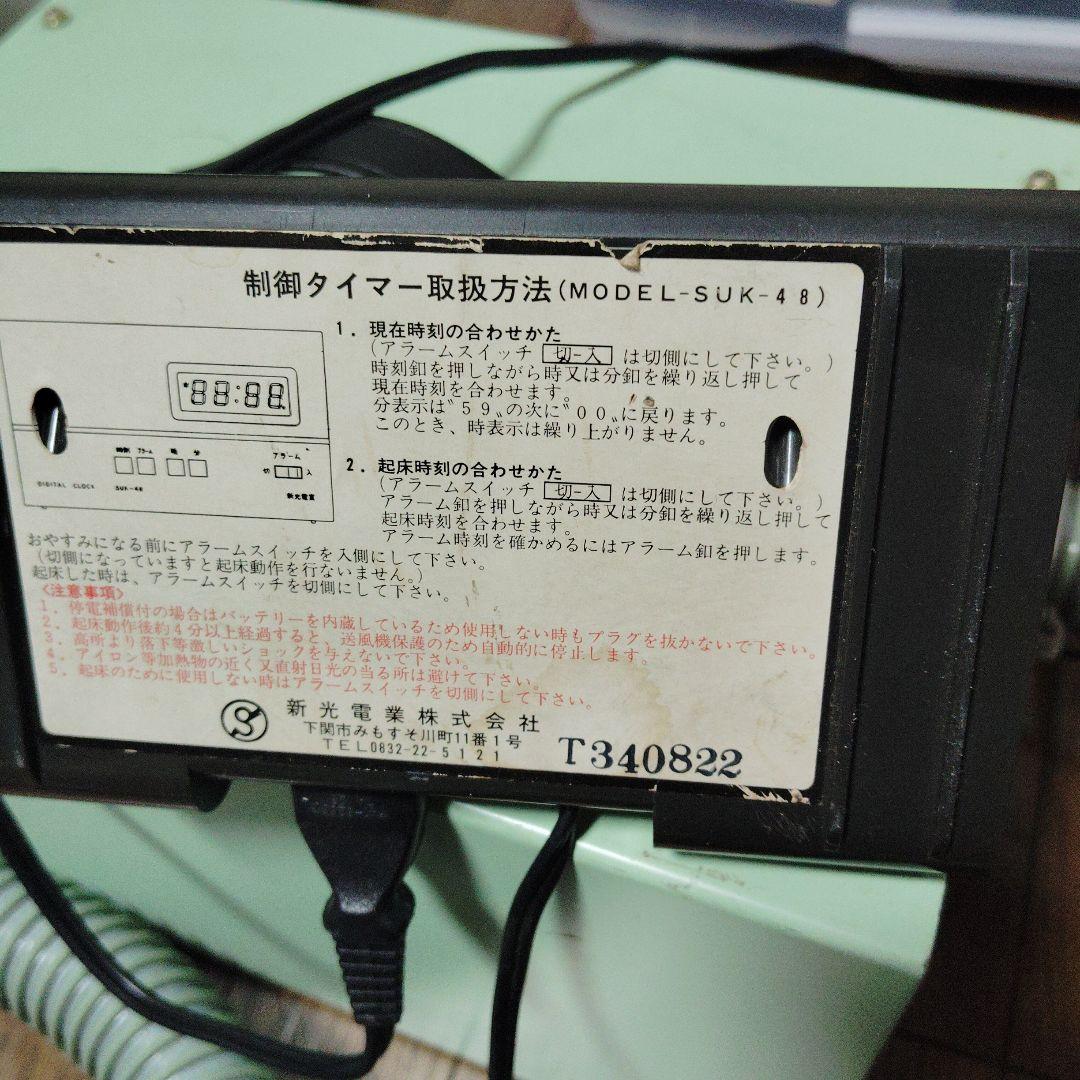 制御タイマー取扱方法(MODEL-SUK-48)
1. 現在時刻の合わせかた
(アラームスイッチ 切-入 は切側にして下さい。)
時刻釦を押しながら時又は分釦を繰り返し押して
現在時刻を合わせます。
分表示は〝59〟の次に〝00〟に戻ります。
このとき、時表示は繰り上がりません。
88:88
時刻 アラーム 時 分
アラーム
切 入
DIGITAL CLOCK SUK-48 新光電業
2. 起床時刻の合わせかた
(アラームスイッチ 切-入 は切側にして下さい。)
アラーム釦を押しながら時又は分釦を繰り返し押して
起床時刻を合わせます。
アラーム時刻を確かめるにはアラーム釦を押します。
おやすみになる前にアラームスイッチを入側にして下さい。
(切側になっていますと起床動作を行ないません。)
起床した時は、アラームスイッチを切側にして下さい。
<注意事項>
1. 停電補償付の場合はバッテリーを内蔵しているため使用しない時もプラグを抜かないで下さい。
2. 起床動作後約4分以上経過すると、送風機保護のため自動的に停止します。
3. 高所より落下等激しいショックを与えないで下さい。
4. アイロン等加熱物の近く又直射日光の当る所は避けて下さい。
5. 起床のために使用しない時はアラームスイッチを切側にして下さい。
新光電業株式会社
下関市みもすそ川町11番1号
TEL0832-22-5121
T340822